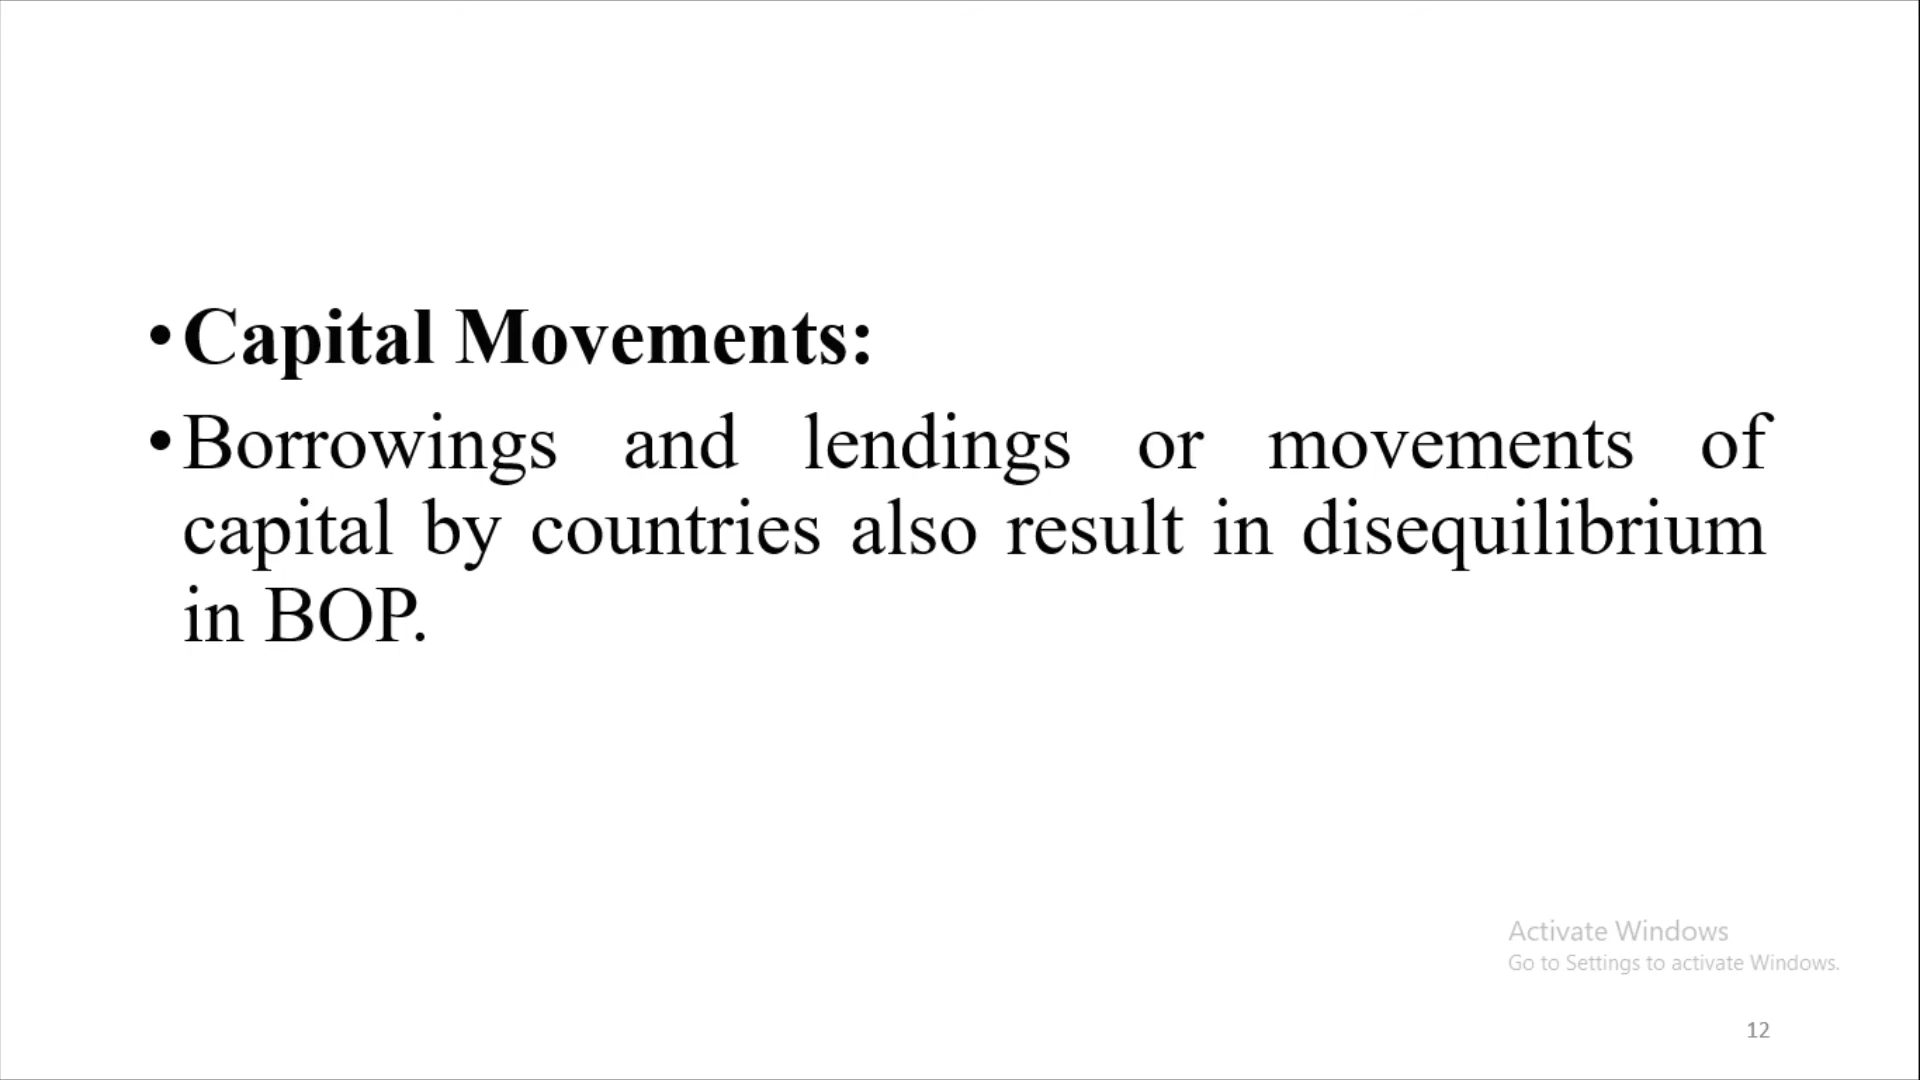 • Capital Movements:
• Borrowings and lendings or movements of
capital by countries also result in disequilibrium
in BOP.
Activate Windows
Go to Settings to activate Windows.
12